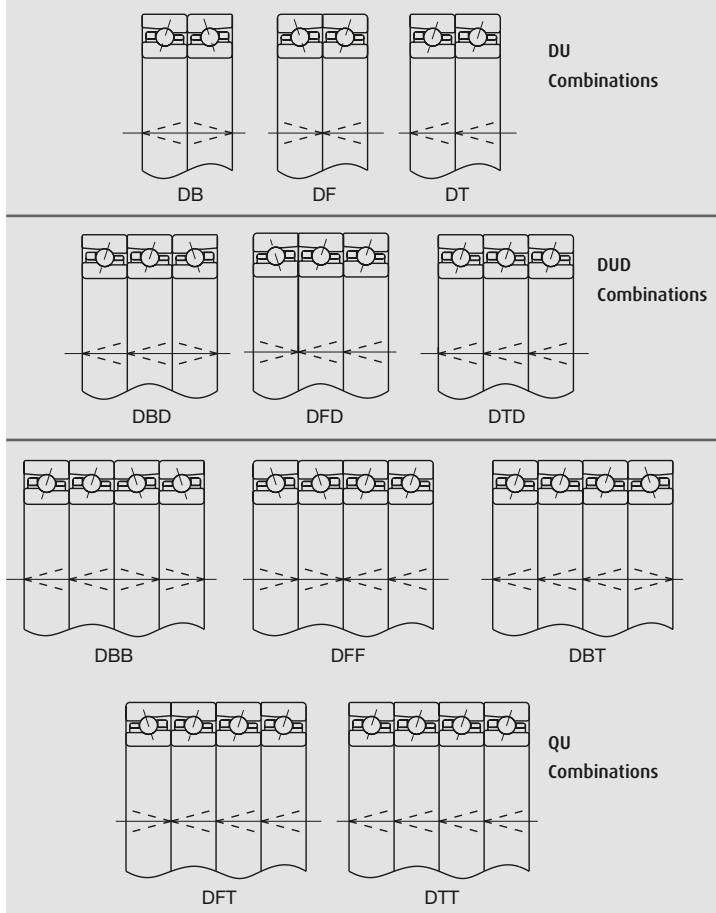 DU
Combinations
DB
DF
DT
DUD
Combinations
DBD
DFD
DTD
DBB
DFF
DBT
QU
Combinations
DFT
DTT